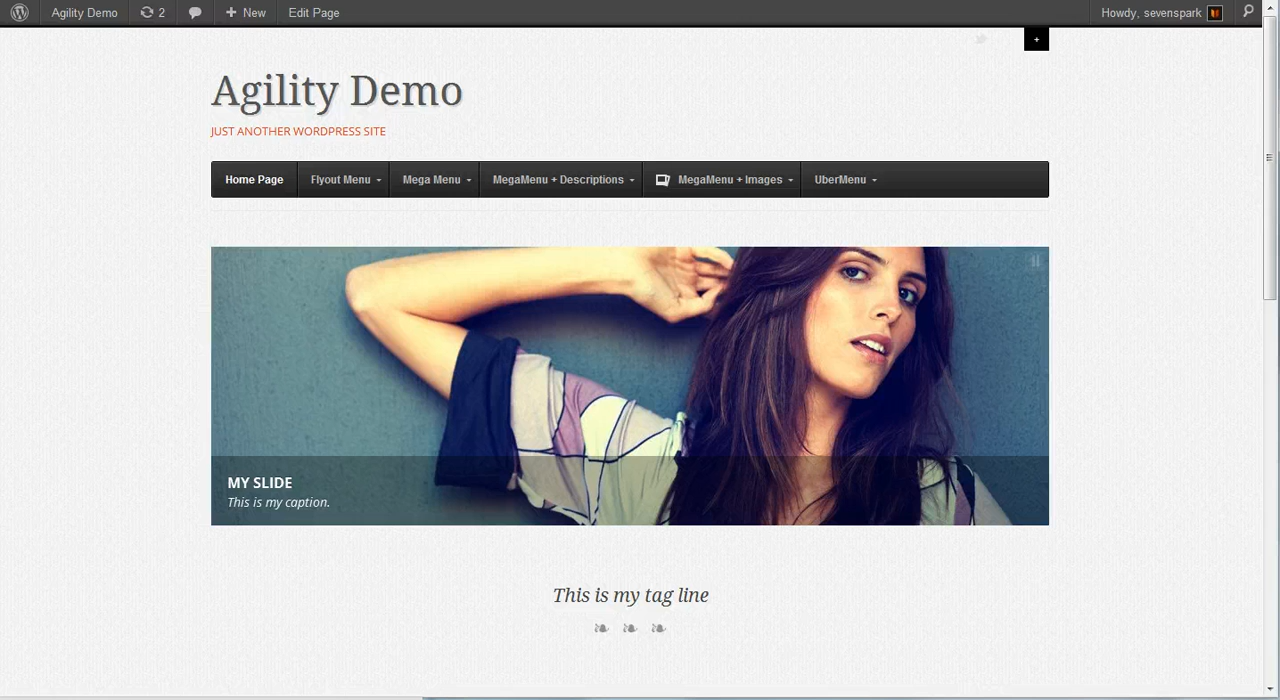 Agility Demo 2 + New Edit Page Howdy, sevenspark
+
Agility Demo
JUST ANOTHER WORDPRESS SITE
Home Page Flyout Menu Mega Menu MegaMenu + Descriptions MegaMenu + Images UberMenu
MY SLIDE
This is my caption.
This is my tag line